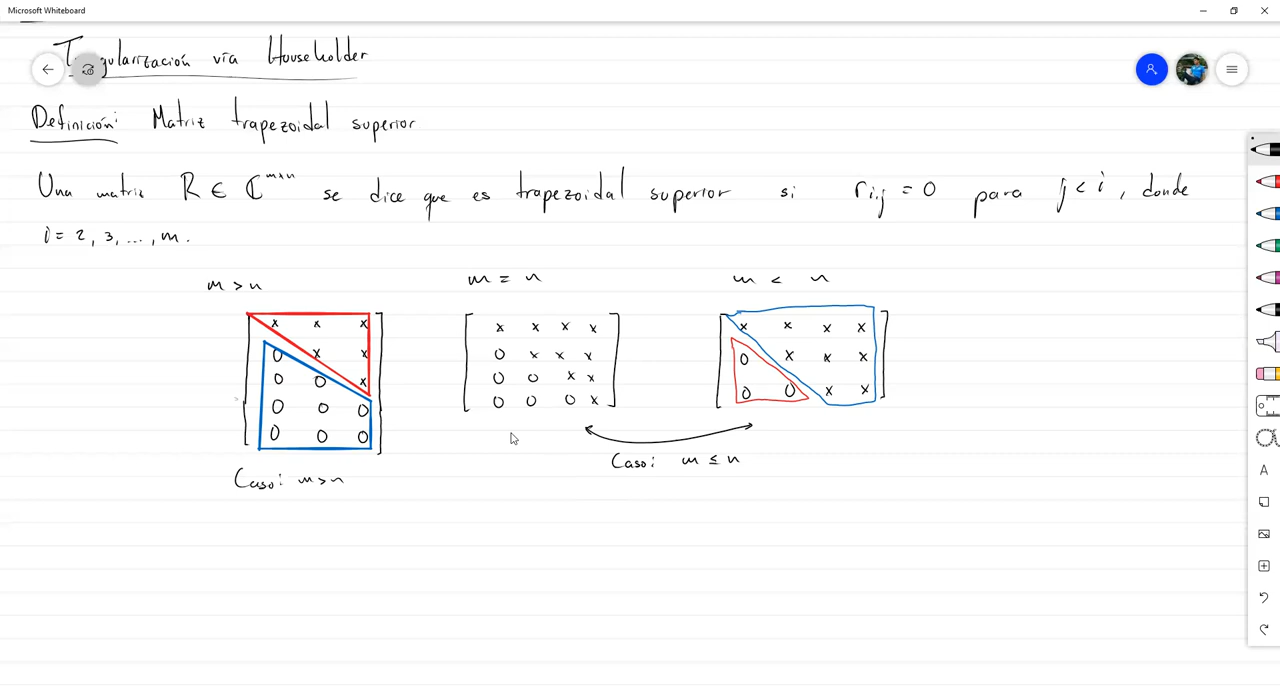 Microsoft Whiteboard
Triangularización vía Householder
Definición: Matriz trapezoidal superior
Una matriz R ∈ ℂ^{m×n} se dice que es trapezoidal superior si r_{ij} = 0 para j < i, donde
i = 2, 3, ..., m.
m > n m = n m < n
x x x
0 x x
0 0 x
0 0 0
0 0 0
x x x x
0 x x x
0 0 x x
0 0 0 x
x x x x
0 x x x
0 0 x x
Caso: m ≤ n
Caso: m > n
A